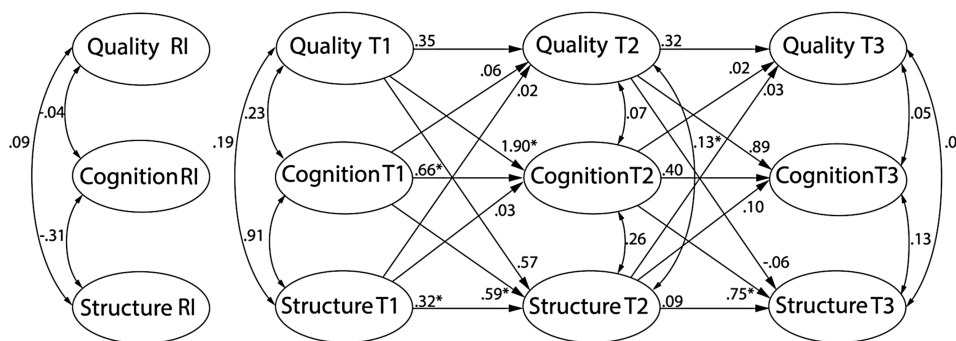 Quality RI
Quality T1
.35
Quality T2
.32
Quality T3
.06
.02
.02
.03
-.04
.23
.07
.05
.09
.19
.13*
.0
1.90*
.89
Cognition RI
Cognition T1
.66*
Cognition T2
.40
Cognition T3
.03
.10
-.31
.91
.26
.13
.57
-.06
.59*
.75*
Structure RI
Structure T1
.32*
Structure T2
.09
Structure T3